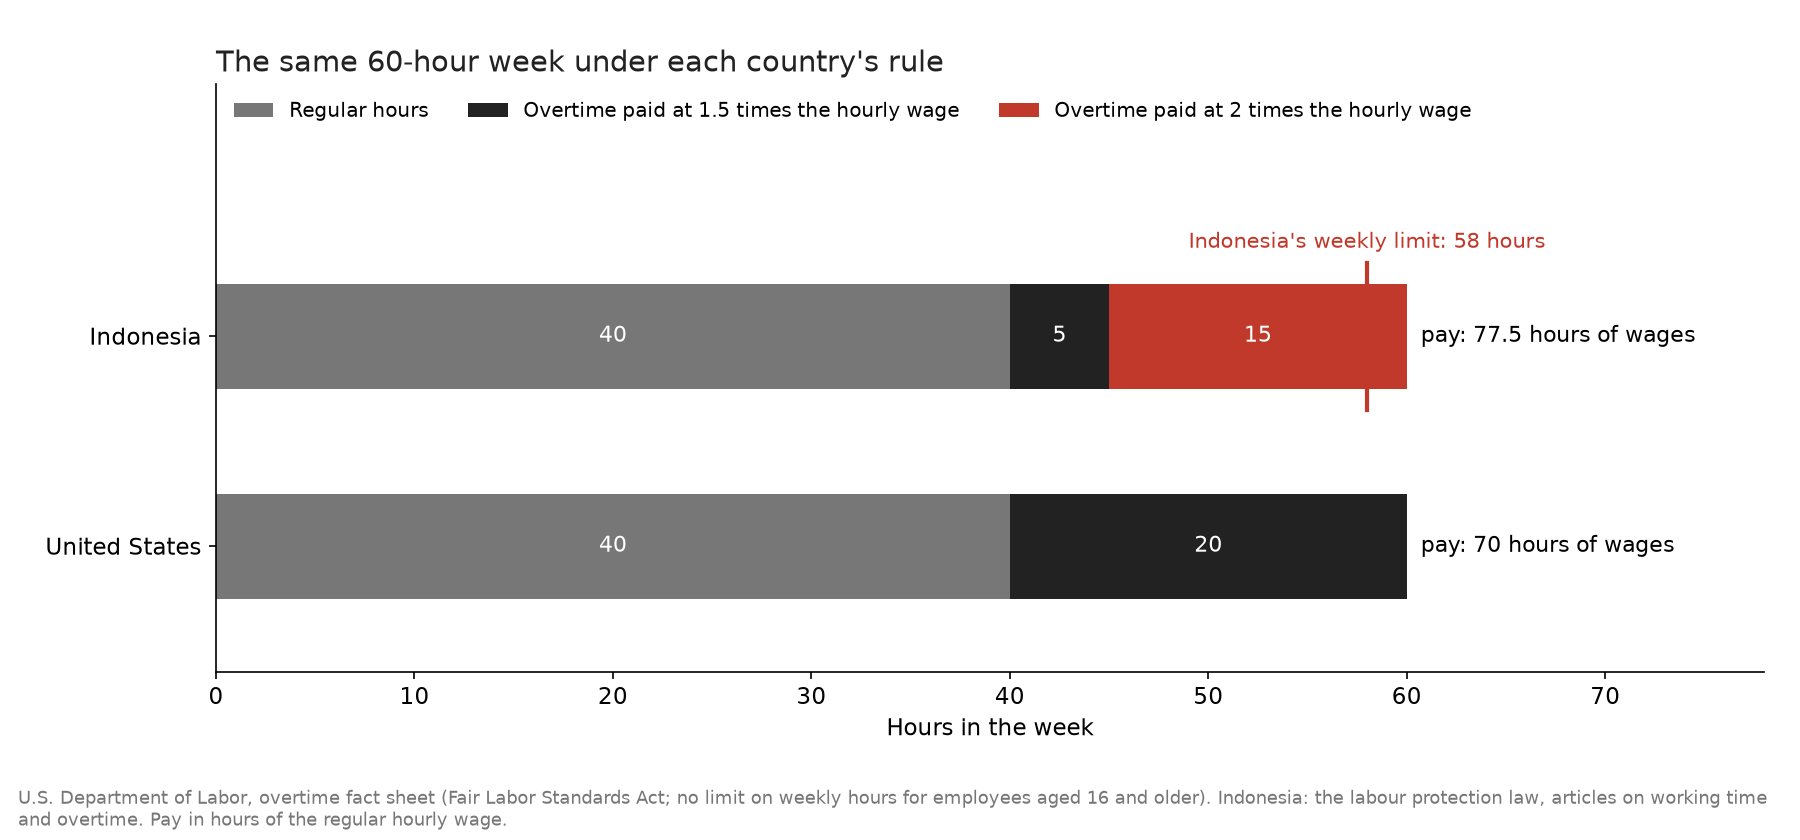 The same 60-hour week under each country's rule
Regular hours
Overtime paid at 1.5 times the hourly wage
Overtime paid at 2 times the hourly wage
Indonesia's weekly limit: 58 hours
Indonesia
40
5
15
pay: 77.5 hours of wages
United States
40
20
pay: 70 hours of wages
0 10 20 30 40 50 60 70
Hours in the week
U.S. Department of Labor, overtime fact sheet (Fair Labor Standards Act; no limit on weekly hours for employees aged 16 and older). Indonesia: the labour protection law, articles on working time
and overtime. Pay in hours of the regular hourly wage.